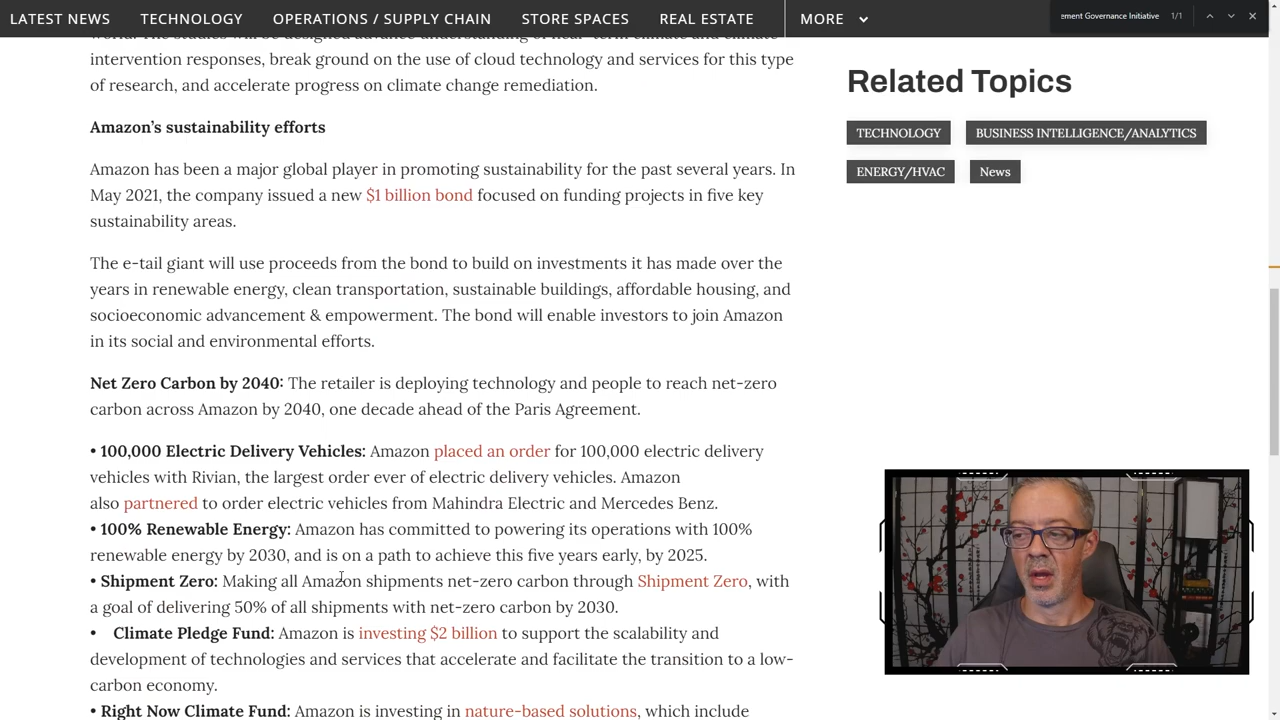 LATEST NEWS TECHNOLOGY OPERATIONS / SUPPLY CHAIN STORE SPACES REAL ESTATE MORE
ement Governance Initiative 1/1
intervention responses, break ground on the use of cloud technology and services for this type
of research, and accelerate progress on climate change remediation.
Amazon's sustainability efforts
Amazon has been a major global player in promoting sustainability for the past several years. In
May 2021, the company issued a new $1 billion bond focused on funding projects in five key
sustainability areas.
The e-tail giant will use proceeds from the bond to build on investments it has made over the
years in renewable energy, clean transportation, sustainable buildings, affordable housing, and
socioeconomic advancement & empowerment. The bond will enable investors to join Amazon
in its social and environmental efforts.
Net Zero Carbon by 2040: The retailer is deploying technology and people to reach net-zero
carbon across Amazon by 2040, one decade ahead of the Paris Agreement.
• 100,000 Electric Delivery Vehicles: Amazon placed an order for 100,000 electric delivery
vehicles with Rivian, the largest order ever of electric delivery vehicles. Amazon
also partnered to order electric vehicles from Mahindra Electric and Mercedes Benz.
• 100% Renewable Energy: Amazon has committed to powering its operations with 100%
renewable energy by 2030, and is on a path to achieve this five years early, by 2025.
• Shipment Zero: Making all Amazon shipments net-zero carbon through Shipment Zero, with
a goal of delivering 50% of all shipments with net-zero carbon by 2030.
• Climate Pledge Fund: Amazon is investing $2 billion to support the scalability and
development of technologies and services that accelerate and facilitate the transition to a low-
carbon economy.
• Right Now Climate Fund: Amazon is investing in nature-based solutions, which include
Related Topics
TECHNOLOGY BUSINESS INTELLIGENCE/ANALYTICS
ENERGY/HVAC News